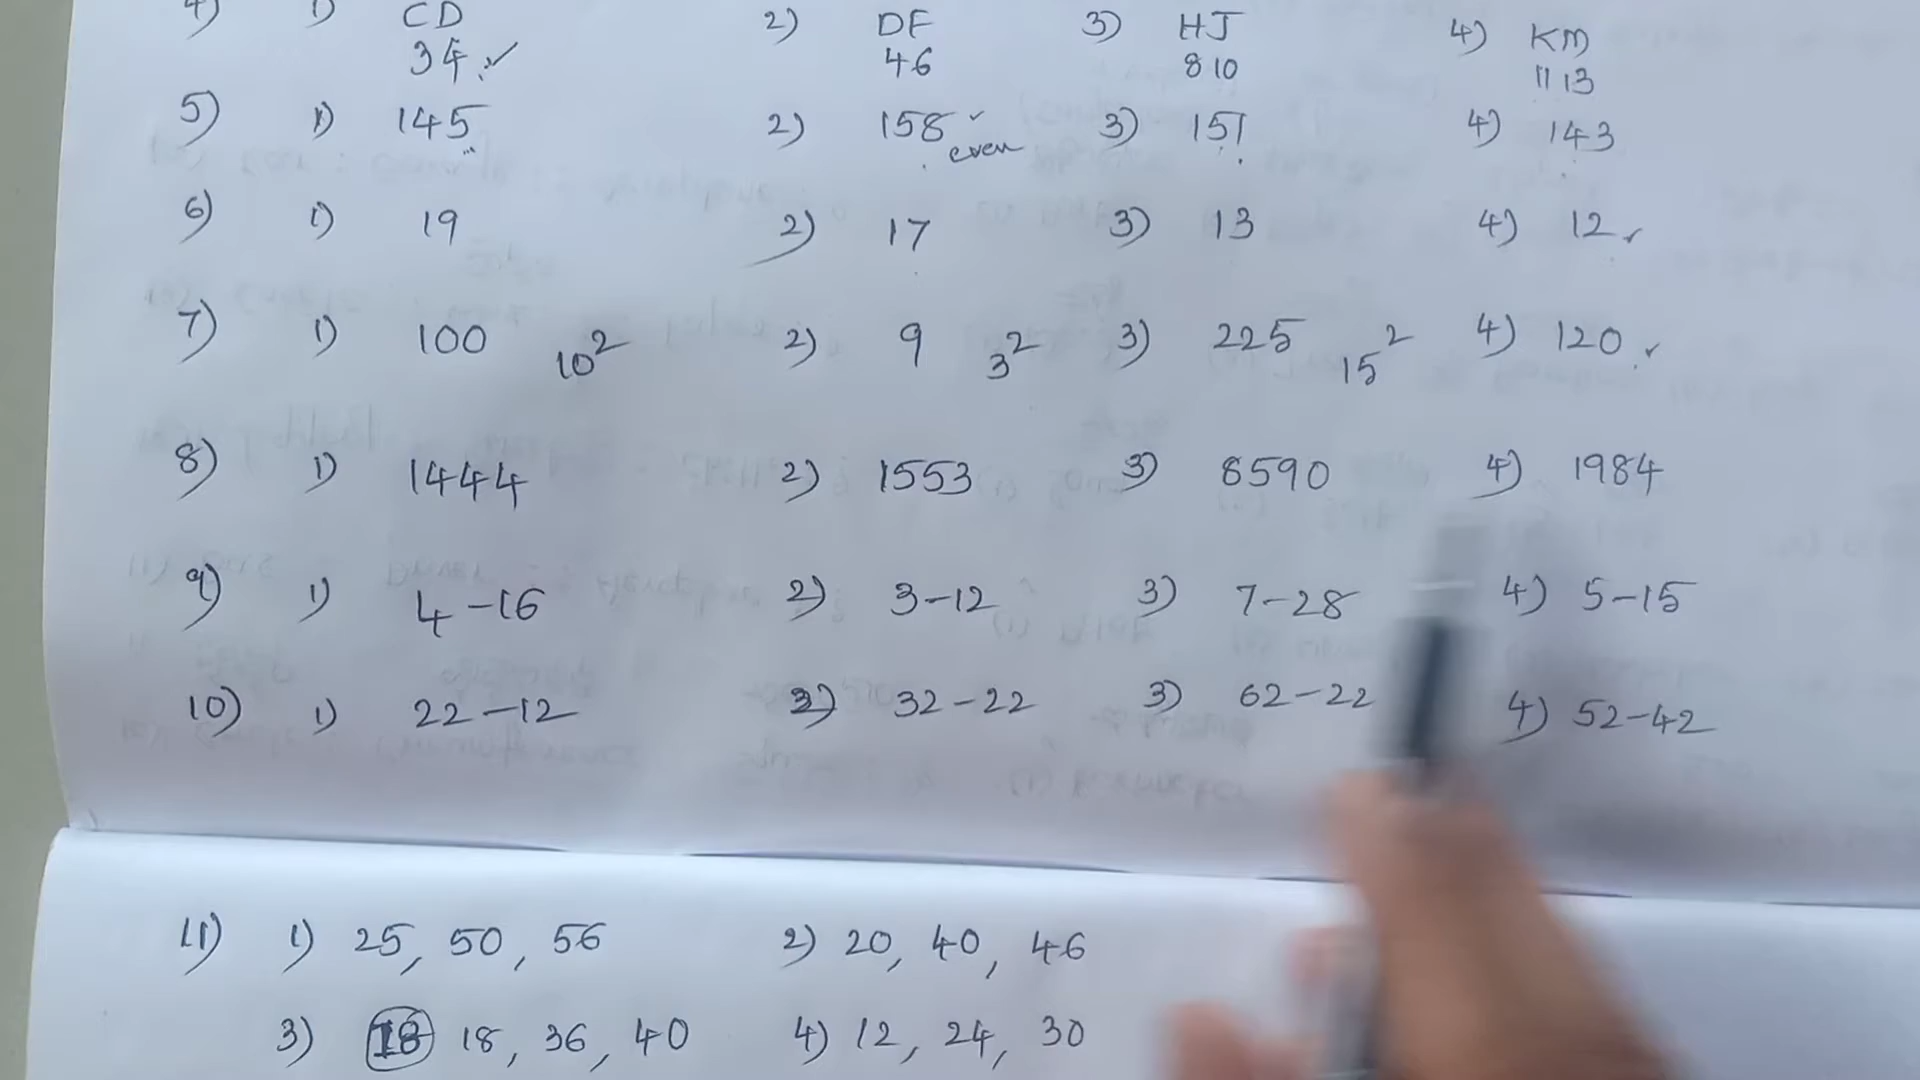 4) 1) CD 2) DF 3) HJ 4) KM
34 ✓ 46 8 10 11 13
5) 1) 145 2) 158 ✓ 3) 151 4) 143
even
6) 1) 19 2) 17 3) 13 4) 12 ✓
7) 1) 100 10² 2) 9 3² 3) 225 15² 4) 120 ✓
8) 1) 1444 2) 1553 3) 8590 4) 1984
9) 1) 4-16 2) 3-12 3) 7-28 4) 5-15
10) 1) 22-12 2) 32-22 3) 62-22 4) 52-42
11) 1) 25, 50, 56 2) 20, 40, 46
3) 18, 36, 40 4) 12, 24, 30